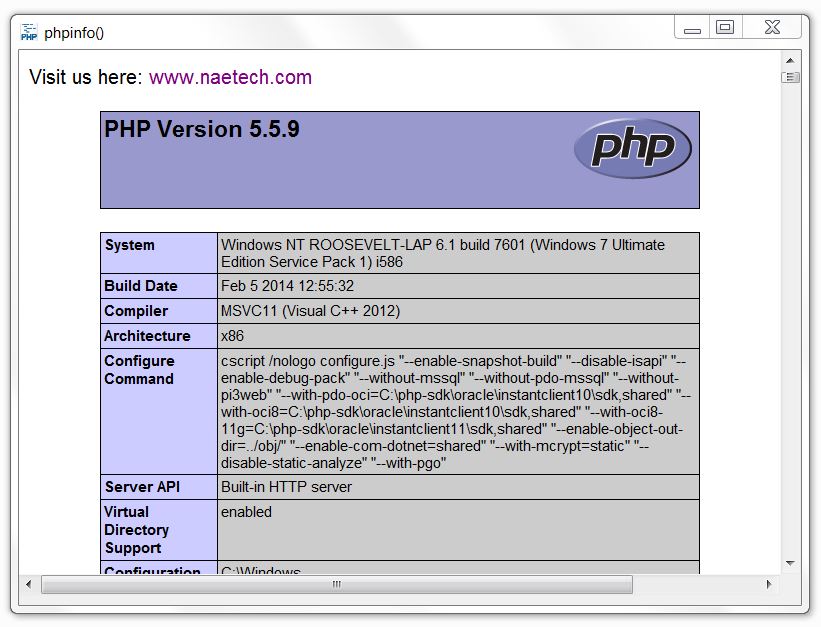 phpinfo()
Visit us here: www.naetech.com
PHP Version 5.5.9
php
System
Windows NT ROOSEVELT-LAP 6.1 build 7601 (Windows 7 Ultimate
Edition Service Pack 1) i586
Build Date
Feb 5 2014 12:55:32
Compiler
MSVC11 (Visual C++ 2012)
Architecture
x86
Configure
Command
cscript /nologo configure.js "--enable-snapshot-build" "--disable-isapi" "--
enable-debug-pack" "--without-mssql" "--without-pdo-mssql" "--without-
pi3web" "--with-pdo-oci=C:\php-sdk\oracle\instantclient10\sdk,shared" "--
with-oci8=C:\php-sdk\oracle\instantclient10\sdk,shared" "--with-oci8-
11g=C:\php-sdk\oracle\instantclient11\sdk,shared" "--enable-object-out-
dir=../obj/" "--enable-com-dotnet=shared" "--with-mcrypt=static" "--
disable-static-analyze" "--with-pgo"
Server API
Built-in HTTP server
Virtual
Directory
Support
enabled
Configuration
C:\Windows